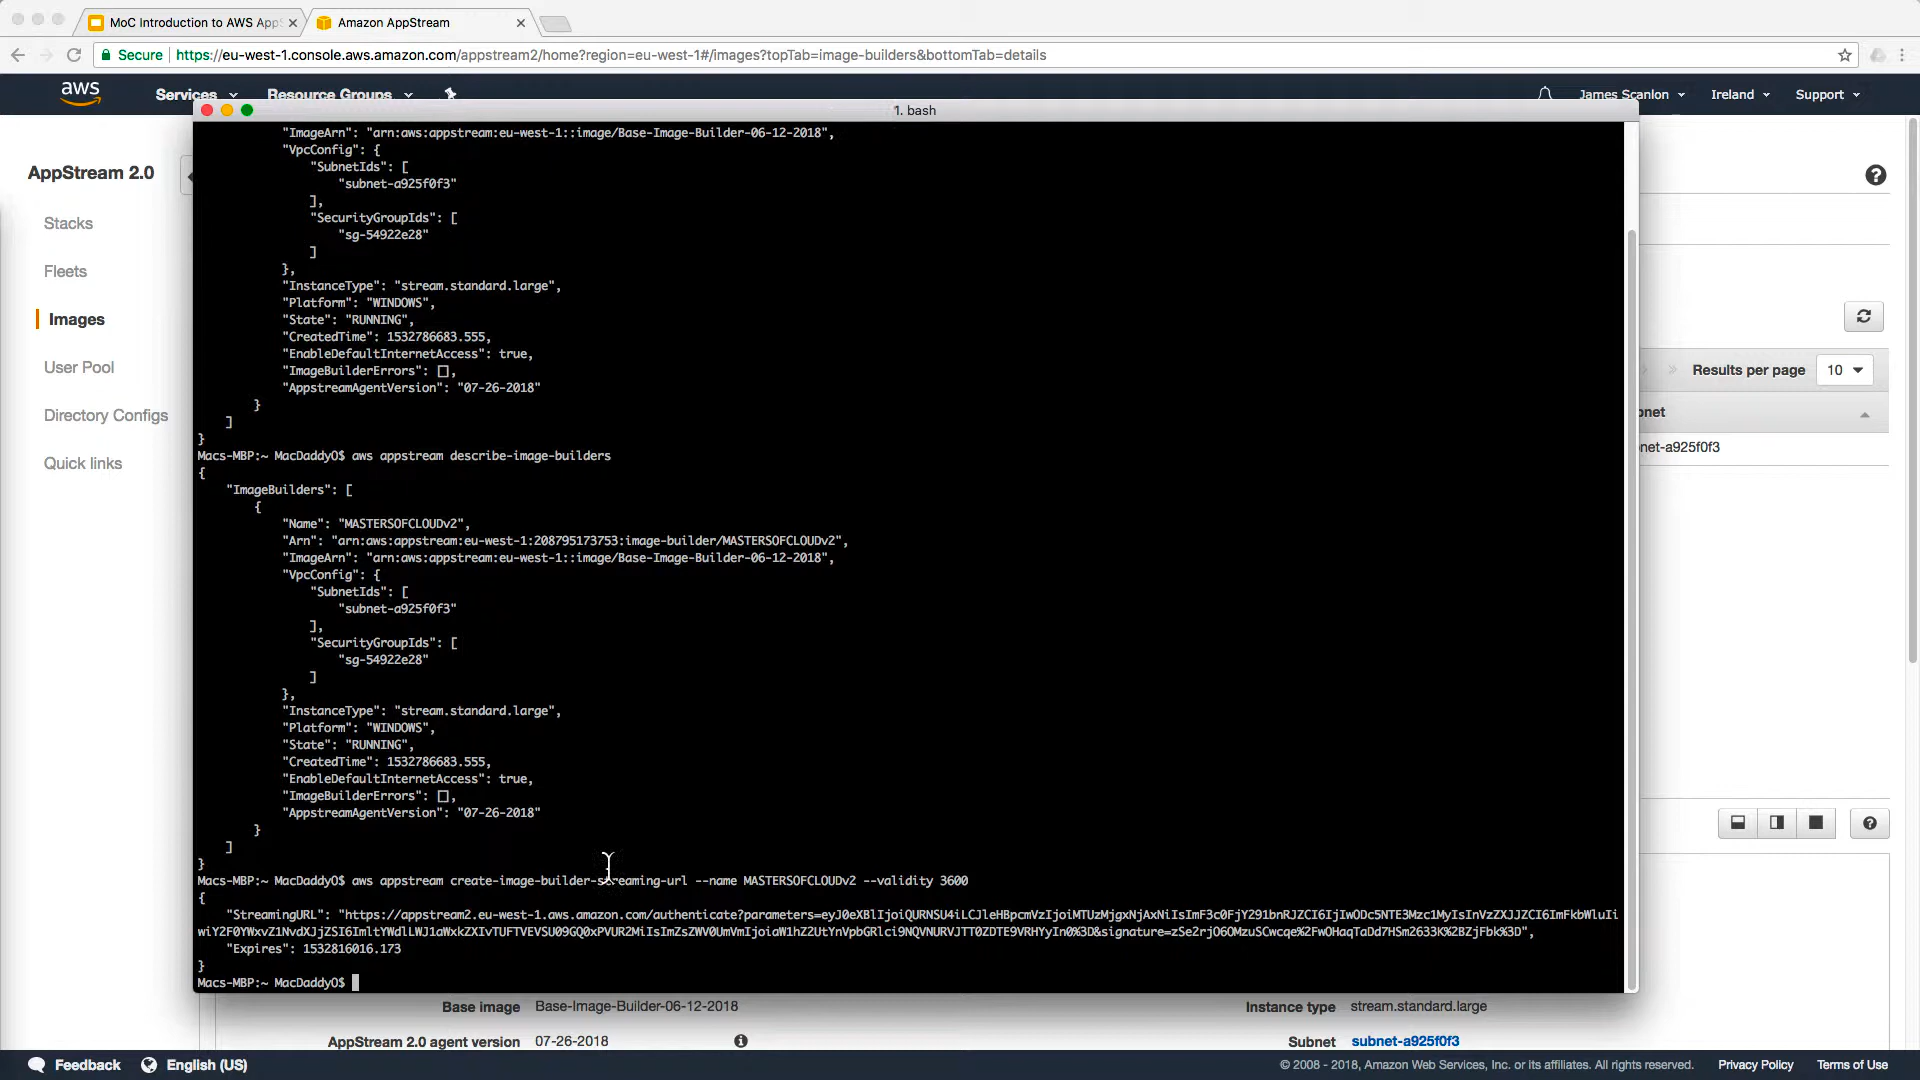 MoC Introduction to AWS AppS
Amazon AppStream
Secure
https://eu-west-1.console.aws.amazon.com/appstream2/home?region=eu-west-1#/images?topTab=image-builders&bottomTab=details
aws
Services
Resource Groups
James Scanlon
Ireland
Support
1. bash
AppStream 2.0
Stacks
Fleets
Images
User Pool
Directory Configs
Quick links
Results per page
10
bnet
net-a925f0f3
"ImageArn": "arn:aws:appstream:eu-west-1::image/Base-Image-Builder-06-12-2018",
"VpcConfig": {
"SubnetIds": [
"subnet-a925f0f3"
],
"SecurityGroupIds": [
"sg-54922e28"
]
},
"InstanceType": "stream.standard.large",
"Platform": "WINDOWS",
"State": "RUNNING",
"CreatedTime": 1532786683.555,
"EnableDefaultInternetAccess": true,
"ImageBuilderErrors": [],
"AppstreamAgentVersion": "07-26-2018"
}
]
}
Macs-MBP:~ MacDaddyO$ aws appstream describe-image-builders
{
"ImageBuilders": [
{
"Name": "MASTERSOFCLOUDv2",
"Arn": "arn:aws:appstream:eu-west-1:208795173753:image-builder/MASTERSOFCLOUDv2",
"ImageArn": "arn:aws:appstream:eu-west-1::image/Base-Image-Builder-06-12-2018",
"VpcConfig": {
"SubnetIds": [
"subnet-a925f0f3"
],
"SecurityGroupIds": [
"sg-54922e28"
]
},
"InstanceType": "stream.standard.large",
"Platform": "WINDOWS",
"State": "RUNNING",
"CreatedTime": 1532786683.555,
"EnableDefaultInternetAccess": true,
"ImageBuilderErrors": [],
"AppstreamAgentVersion": "07-26-2018"
}
]
}
Macs-MBP:~ MacDaddyO$ aws appstream create-image-builder-streaming-url --name MASTERSOFCLOUDv2 --validity 3600
{
"StreamingURL":
"Expires": 1532816016.173
}
Macs-MBP:~ MacDaddyO$
Base image
Base-Image-Builder-06-12-2018
Instance type
stream.standard.large
AppStream 2.0 agent version
07-26-2018
Subnet
subnet-a925f0f3
Feedback
English (US)
© 2008 - 2018, Amazon Web Services, Inc. or its affiliates. All rights reserved.
Privacy Policy
Terms of Use